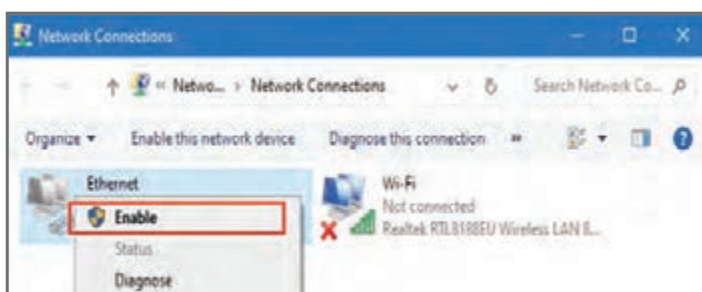 Network Connections
« Netwo... › Network Connections Search Network Co...
Organize Enable this network device Diagnose this connection »
Ethernet
Wi-Fi
Enable
Not connected
Realtek RTL8188EU Wireless LAN 8...
Status
Diagnose